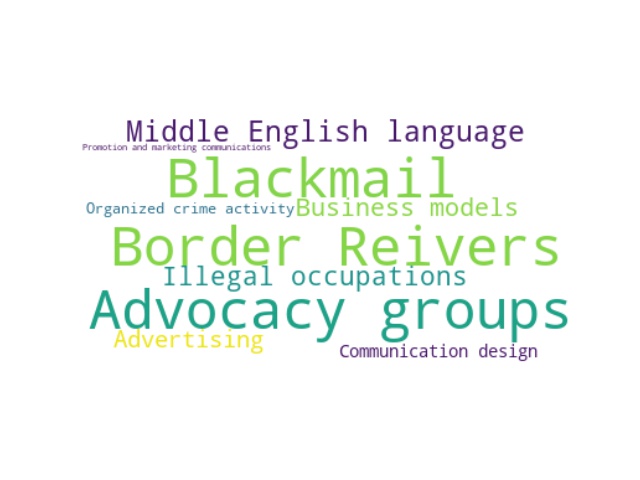 Middle English language
Promotion and marketing communications
Blackmail
Organized crime activity
Business models
Border Reivers
Illegal occupations
Advocacy groups
Advertising
Communication design